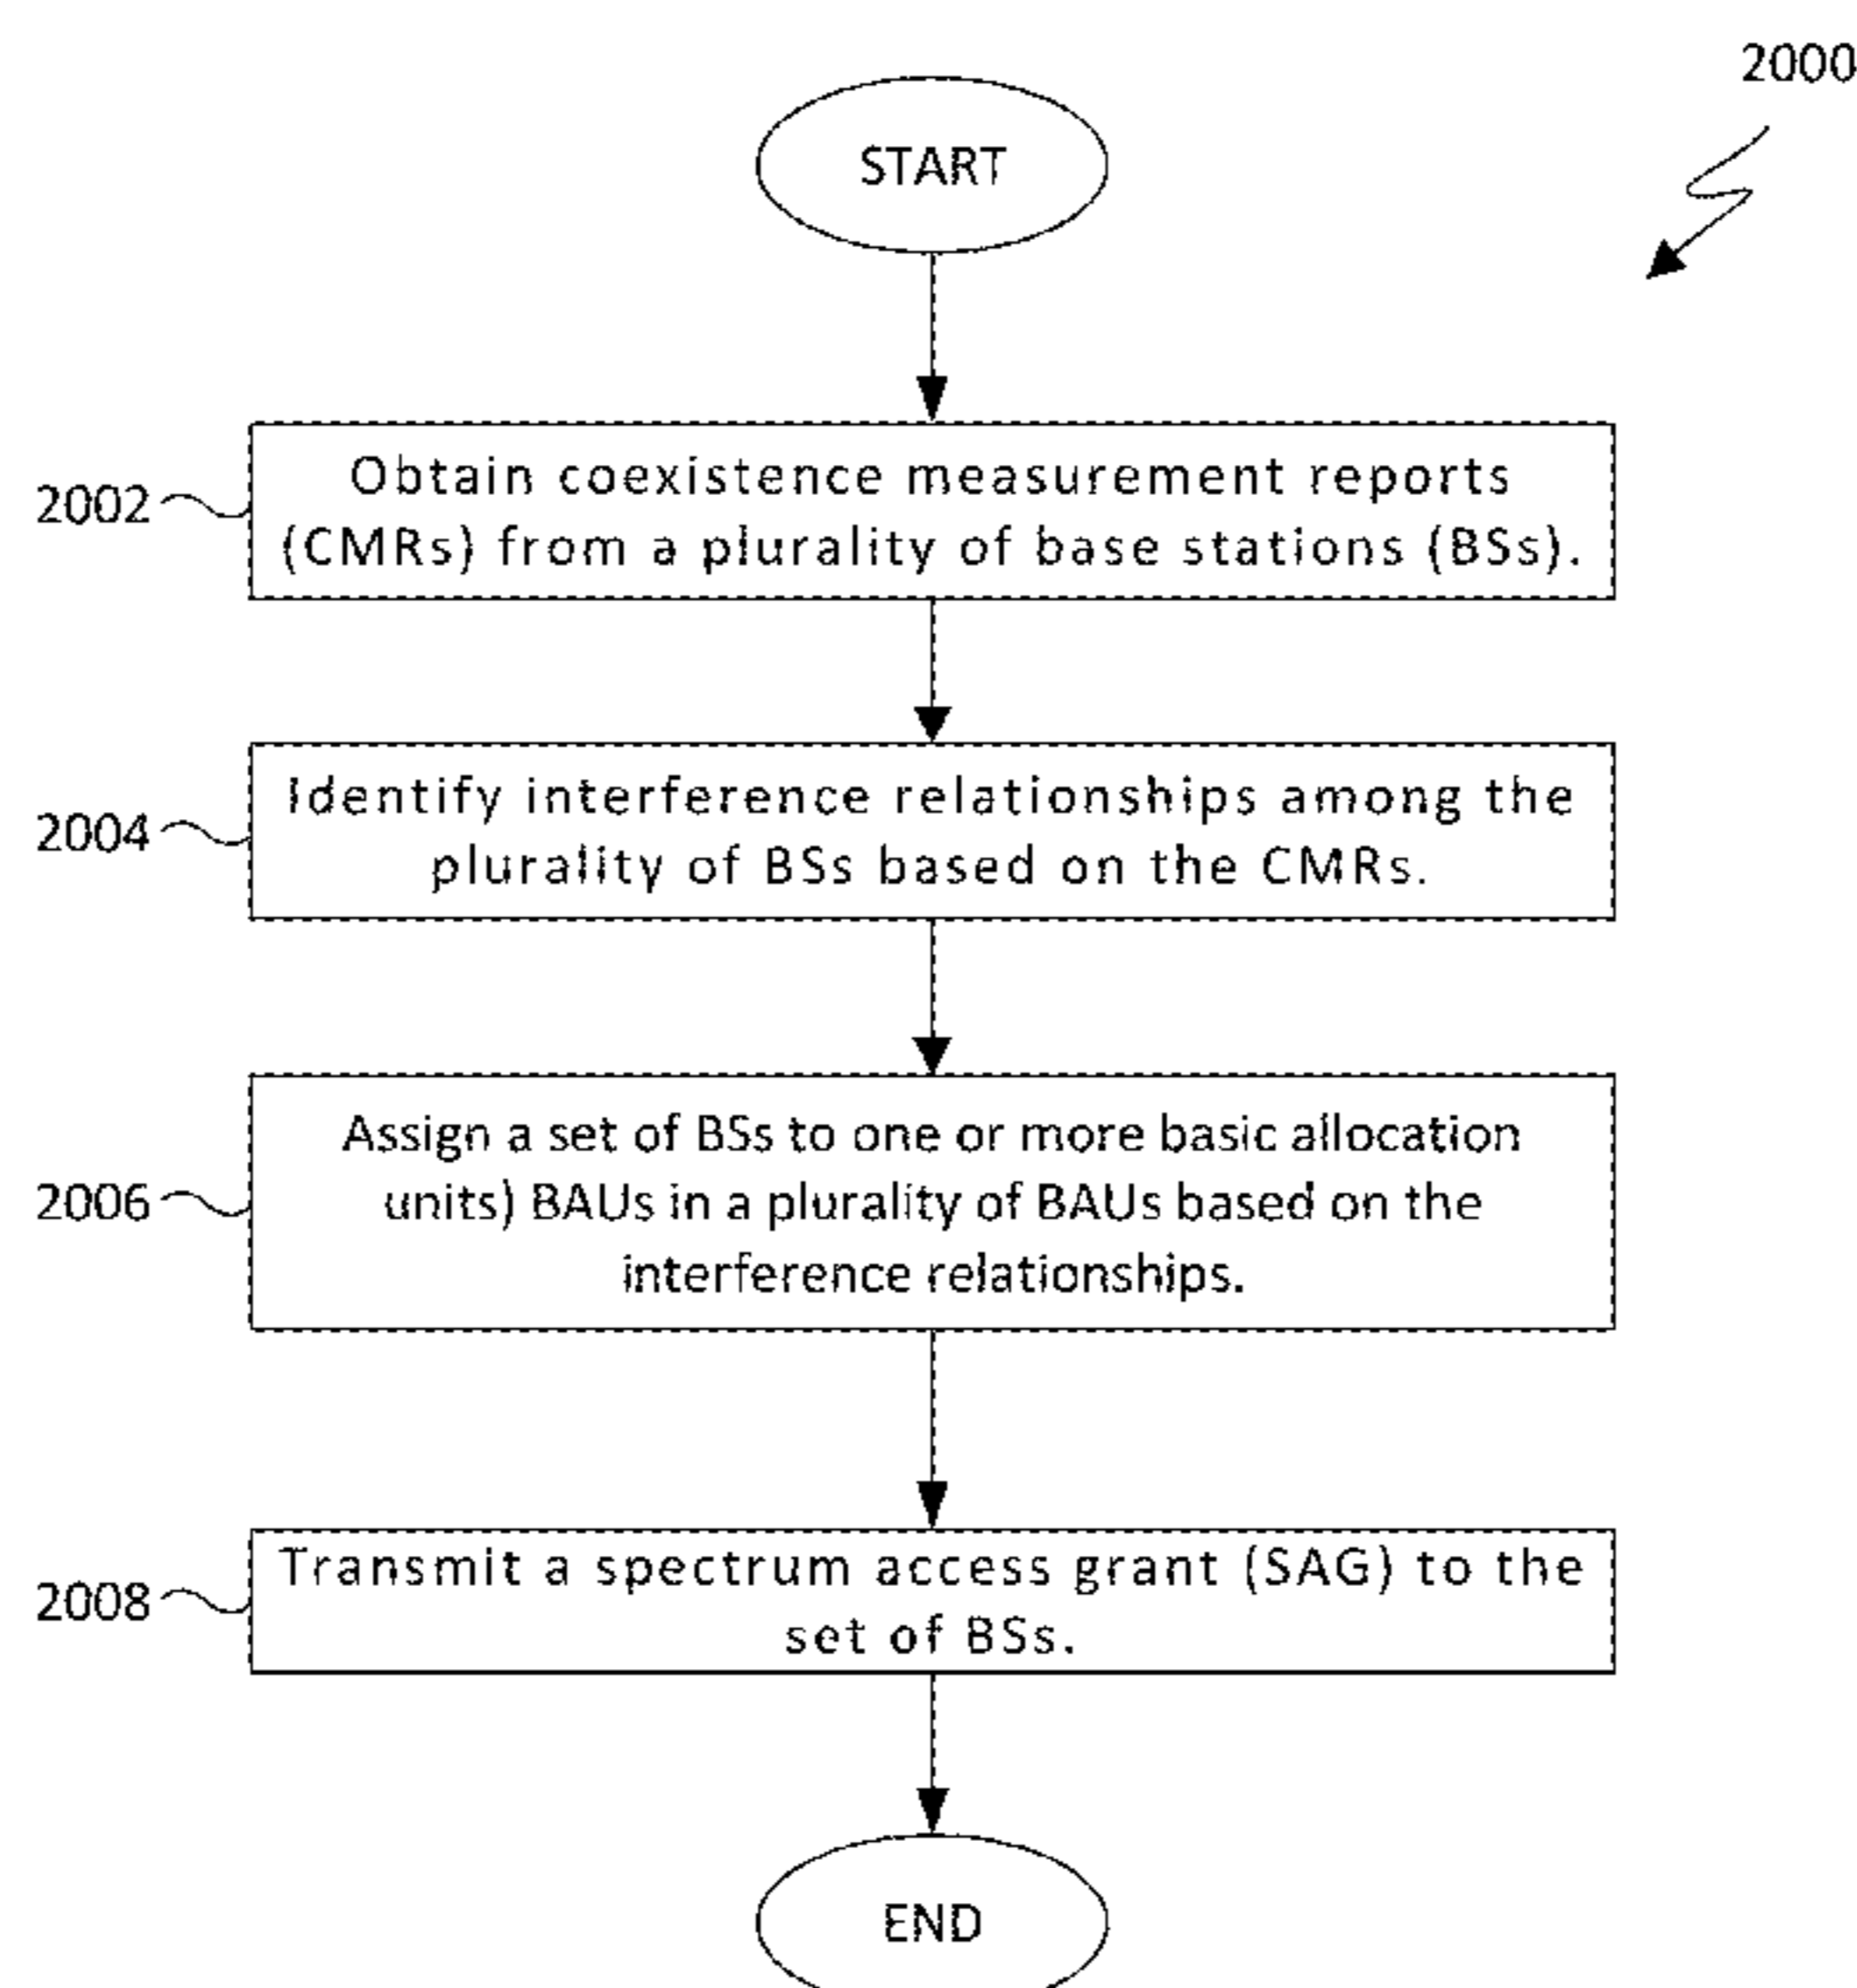 2000
START
2002
Obtain coexistence measurement reports
(CMRs) from a plurality of base stations (BSs).
2004
Identify interference relationships among the
plurality of BSs based on the CMRs.
2006
Assign a set of BSs to one or more basic allocation
units) BAUs in a plurality of BAUs based on the
interference relationships.
2008
Transmit a spectrum access grant (SAG) to the
set of BSs.
END